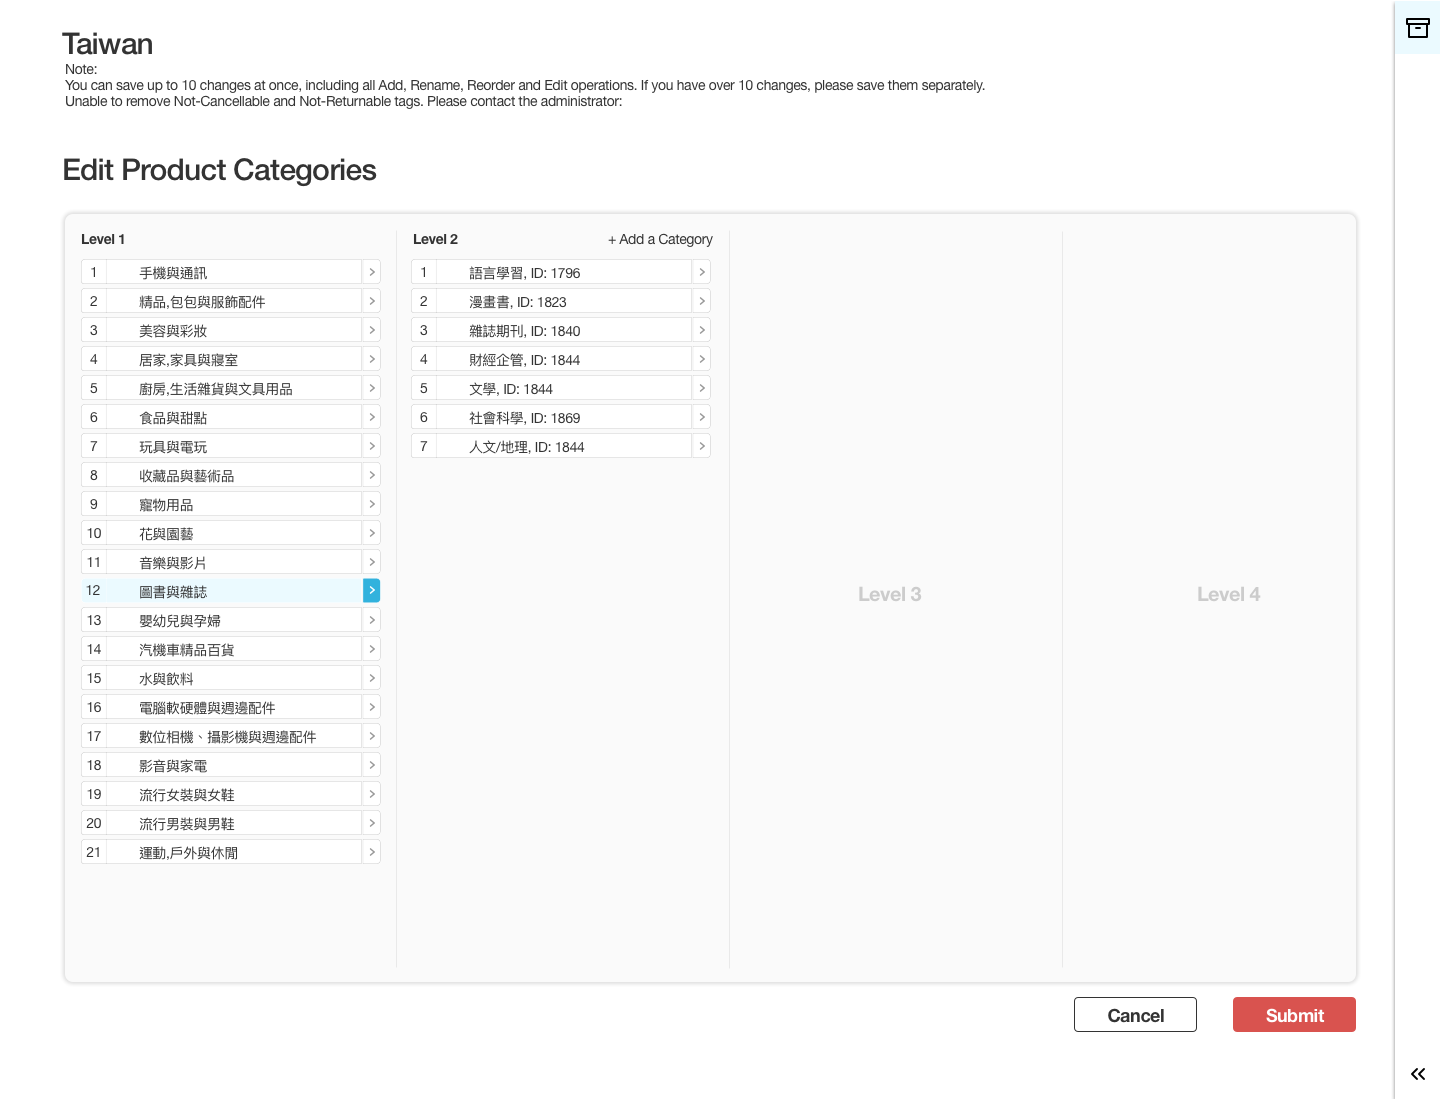 Taiwan
Note:
You can save up to 10 changes at once, including all Add, Rename, Reorder and Edit operations. If you have over 10 changes, please save them separately.
Unable to remove Not-Cancellable and Not-Returnable tags. Please contact the administrator:
Edit Product Categories
Level 1
1 手機與通訊
2 精品,包包與服飾配件
3 美容與彩妝
4 居家,家具與寢室
5 廚房,生活雜貨與文具用品
6 食品與甜點
7 玩具與電玩
8 收藏品與藝術品
9 寵物用品
10 花與園藝
11 音樂與影片
12 圖書與雜誌
13 嬰幼兒與孕婦
14 汽機車精品百貨
15 水與飲料
16 電腦軟硬體與週邊配件
17 數位相機、攝影機與週邊配件
18 影音與家電
19 流行女裝與女鞋
20 流行男裝與男鞋
21 運動,戶外與休閒
Level 2 + Add a Category
1 語言學習, ID: 1796
2 漫畫書, ID: 1823
3 雜誌期刊, ID: 1840
4 財經企管, ID: 1844
5 文學, ID: 1844
6 社會科學, ID: 1869
7 人文/地理, ID: 1844
Level 3
Level 4
Cancel
Submit